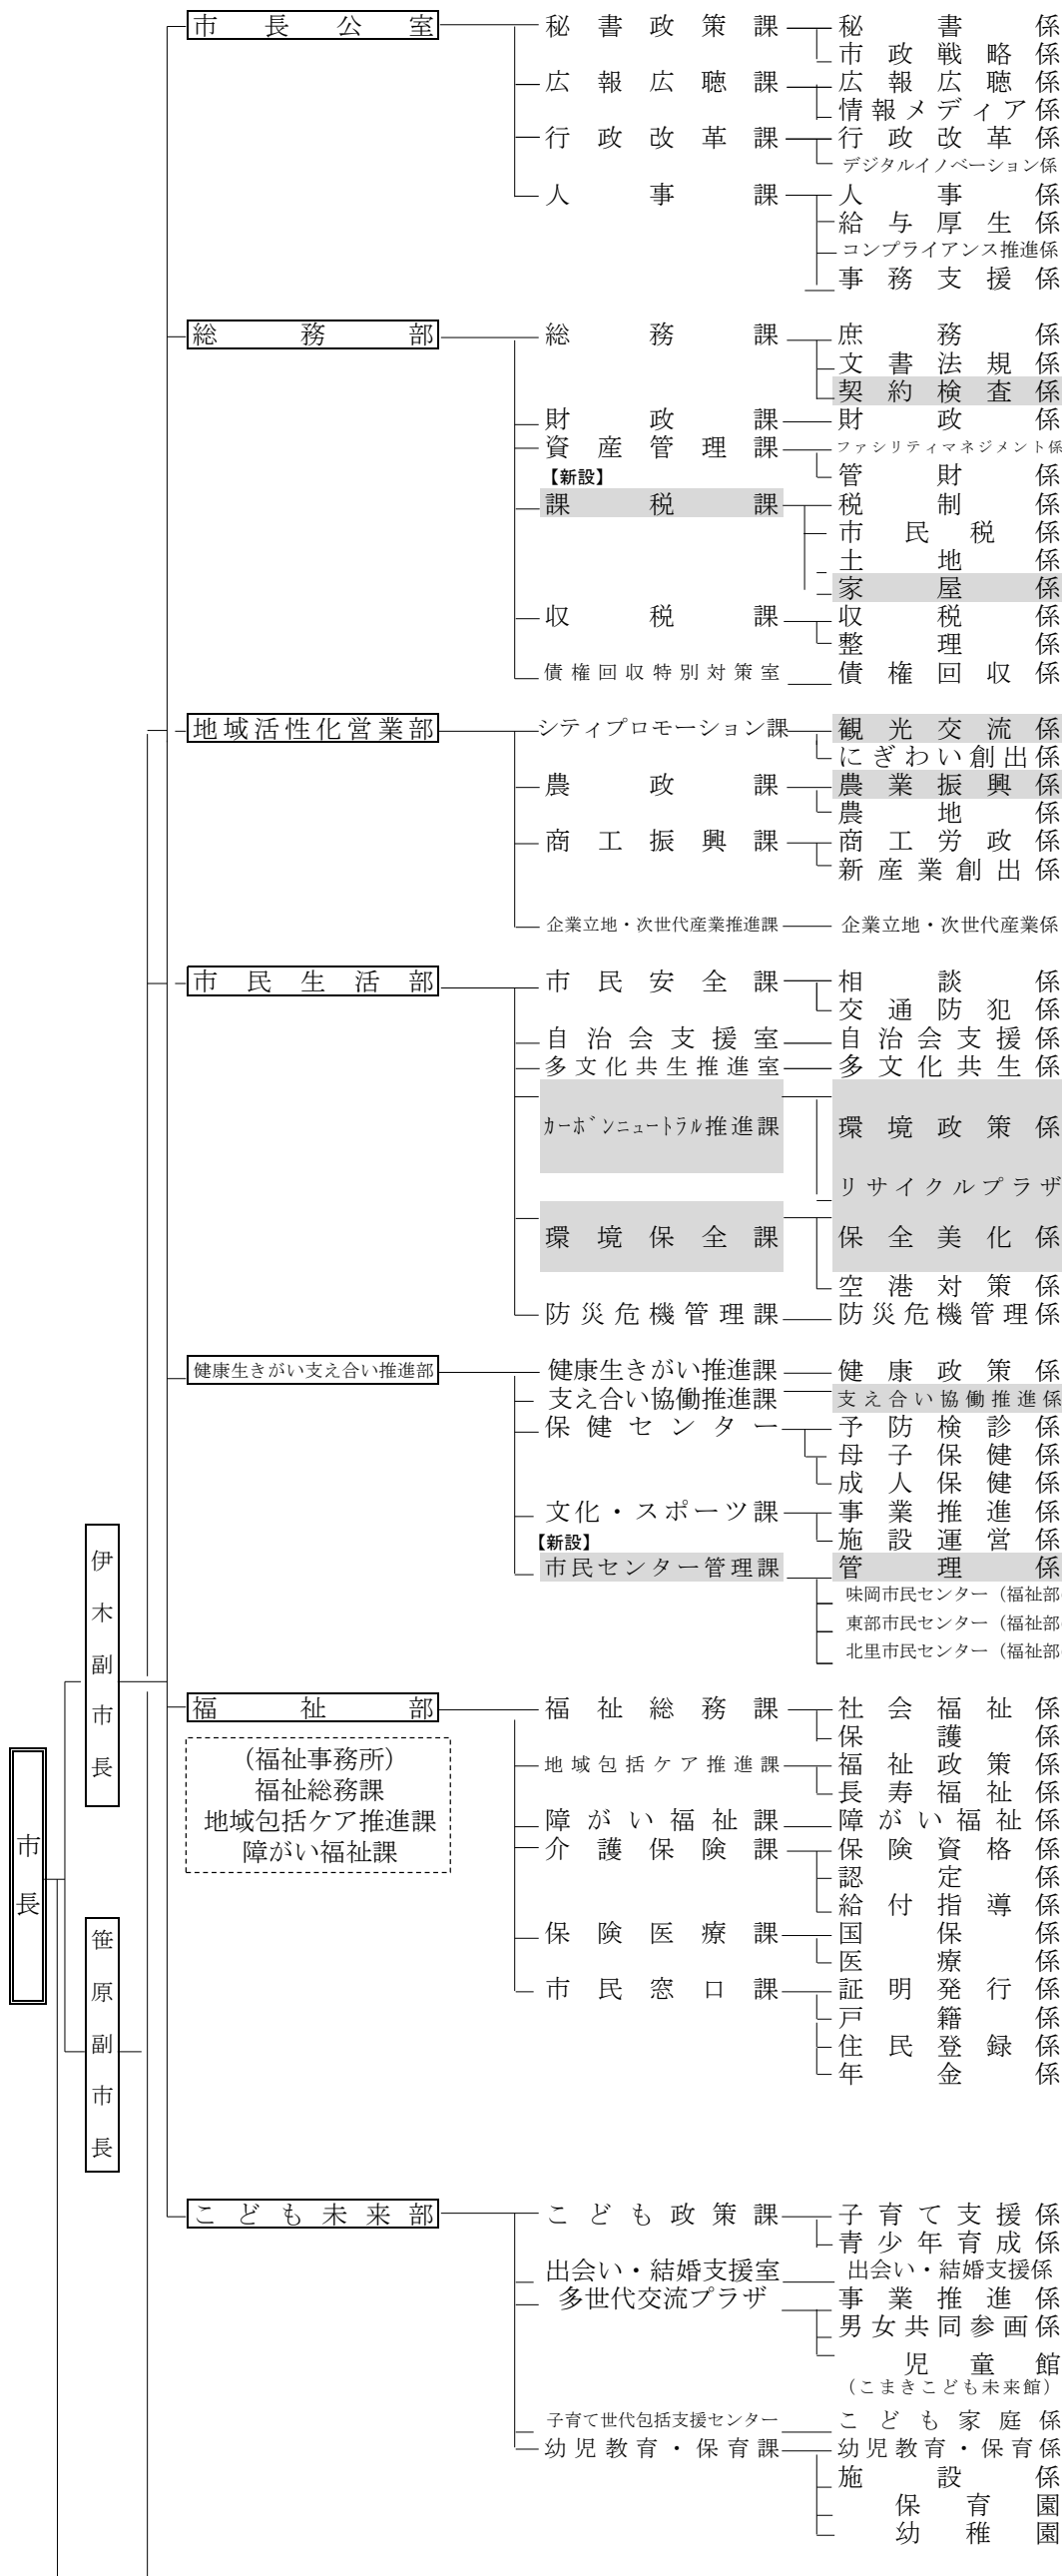 市長公室 秘書政策課 秘書係
市政戦略係
広報広聴課 広報広聴係
情報メディア係
行政改革課 行政改革係
デジタルイノベーション係
人事課 人事係
給与厚生係
コンプライアンス推進係
事務支援係
総務部 総務課 庶務係
文書法規係
契約検査係
財政課 財政係
資産管理課 ファシリティマネジメント係
【新設】 管財係
課税課 税制係
市民税係
土地係
家屋係
収税課 収税係
整理係
債権回収特別対策室 債権回収係
地域活性化営業部 シティプロモーション課 観光交流係
にぎわい創出係
農政課 農業振興係
農地係
商工振興課 商工労政係
新産業創出係
企業立地・次世代産業推進課 企業立地・次世代産業係
市民生活部 市民安全課 相談係
交通防犯係
自治会支援室 自治会支援係
多文化共生推進室 多文化共生係
カーボンニュートラル推進課 環境政策係
リサイクルプラザ
環境保全課 保全美化係
空港対策係
防災危機管理課 防災危機管理係
健康生きがい支え合い推進部 健康生きがい推進課 健康政策係
支え合い協働推進課 支え合い協働推進係
保健センター 予防検診係
母子保健係
成人保健係
文化・スポーツ課 事業推進係
【新設】 施設運営係
市民センター管理課 管理係
味岡市民センター（福祉部
東部市民センター（福祉部
北里市民センター（福祉部
伊木副市長
福祉部 福祉総務課 社会福祉係
保護係
（福祉事務所）
福祉総務課
地域包括ケア推進課
障がい福祉課
地域包括ケア推進課 福祉政策係
長寿福祉係
障がい福祉課 障がい福祉係
介護保険課 保険資格係
認定係
給付指導係
市長
保険医療課 国保係
医療係
市民窓口課 証明発行係
戸籍係
住民登録係
年金係
笹原副市長
こども未来部 こども政策課 子育て支援係
青少年育成係
出会い・結婚支援室 出会い・結婚支援係
多世代交流プラザ 事業推進係
男女共同参画係
児童館
（こまきこども未来館）
子育て世代包括支援センター こども家庭係
幼児教育・保育課 幼児教育・保育係
施設係
保育園
幼稚園